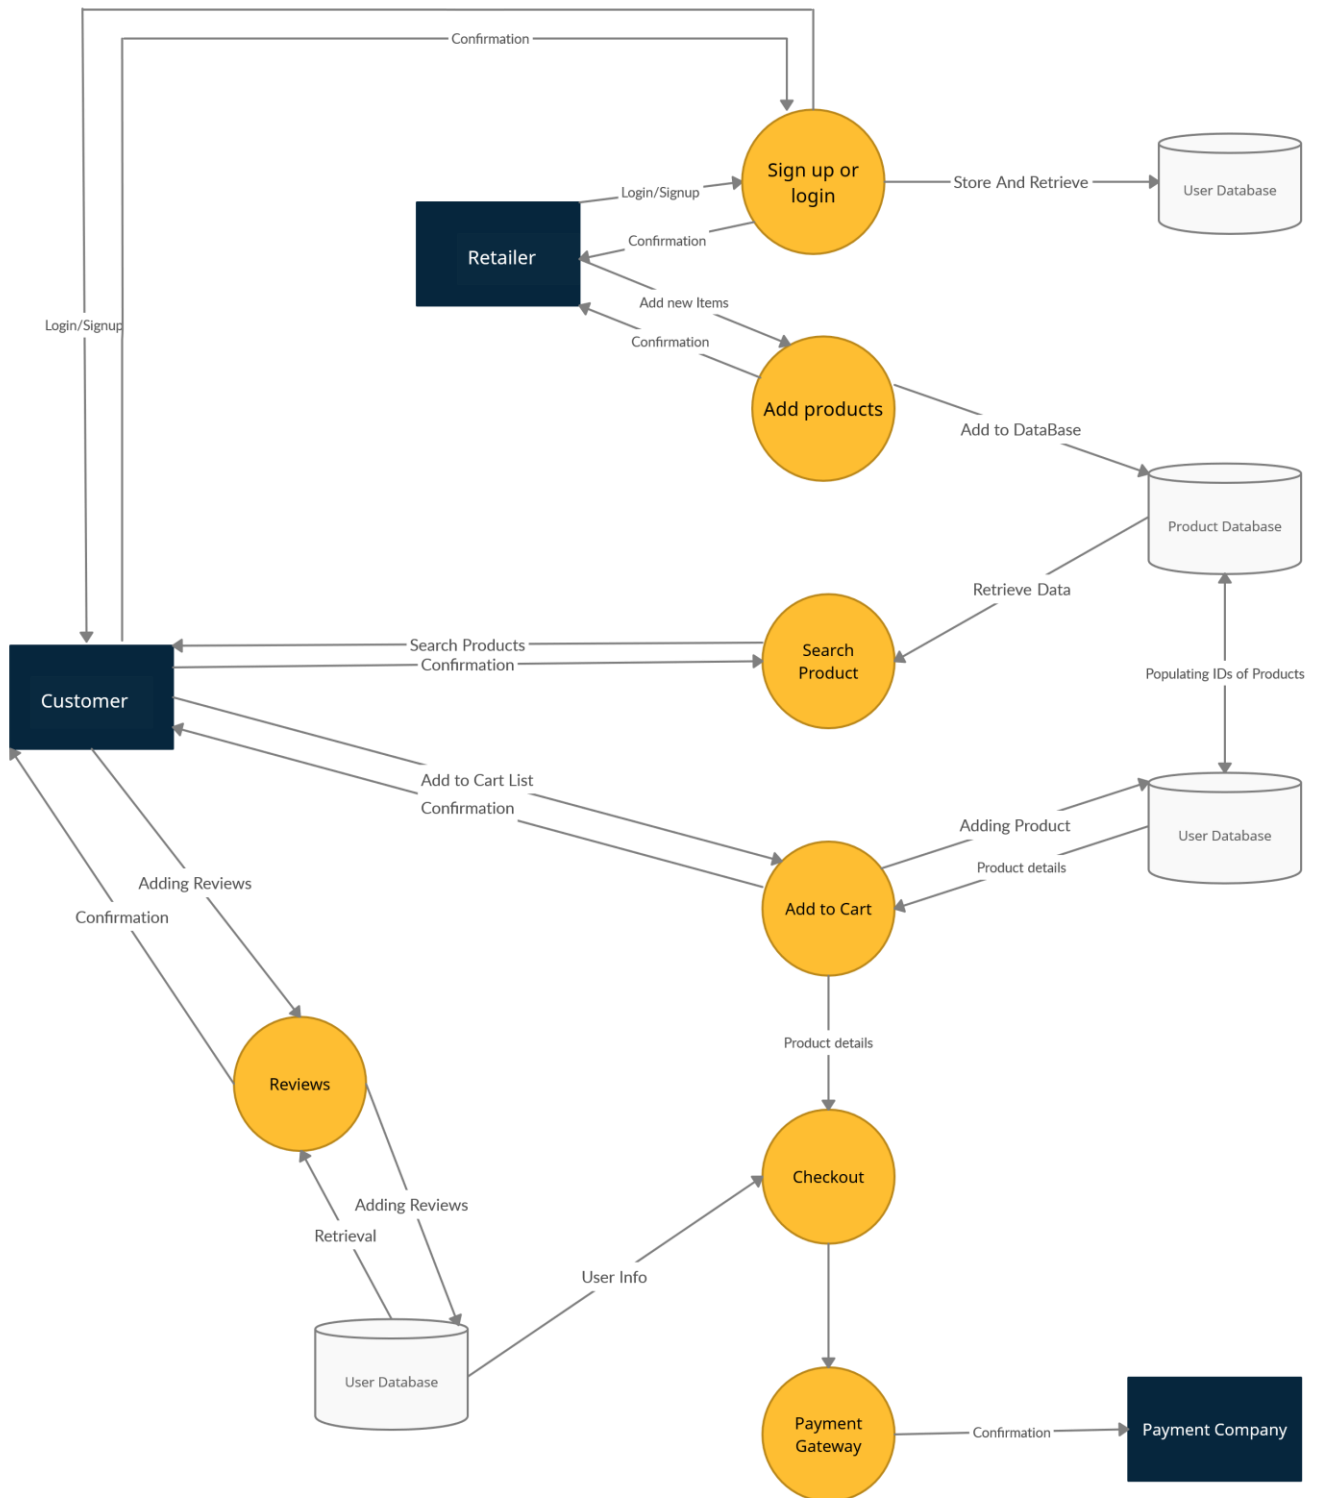 Confirmation
Sign up or
login
Login/Signup
Store And Retrieve
User Database
Confirmation
Retailer
Add new Items
Login/Signup
Confirmation
Add products
Add to DataBase
Product Database
Retrieve Data
Search Products
Confirmation
Search
Product
Populating IDs of Products
Customer
Add to Cart List
Confirmation
Adding Product
User Database
Product details
Adding Reviews
Confirmation
Add to Cart
Product details
Reviews
Checkout
Adding Reviews
Retrieval
User Info
User Database
Payment
Gateway
Confirmation
Payment Company